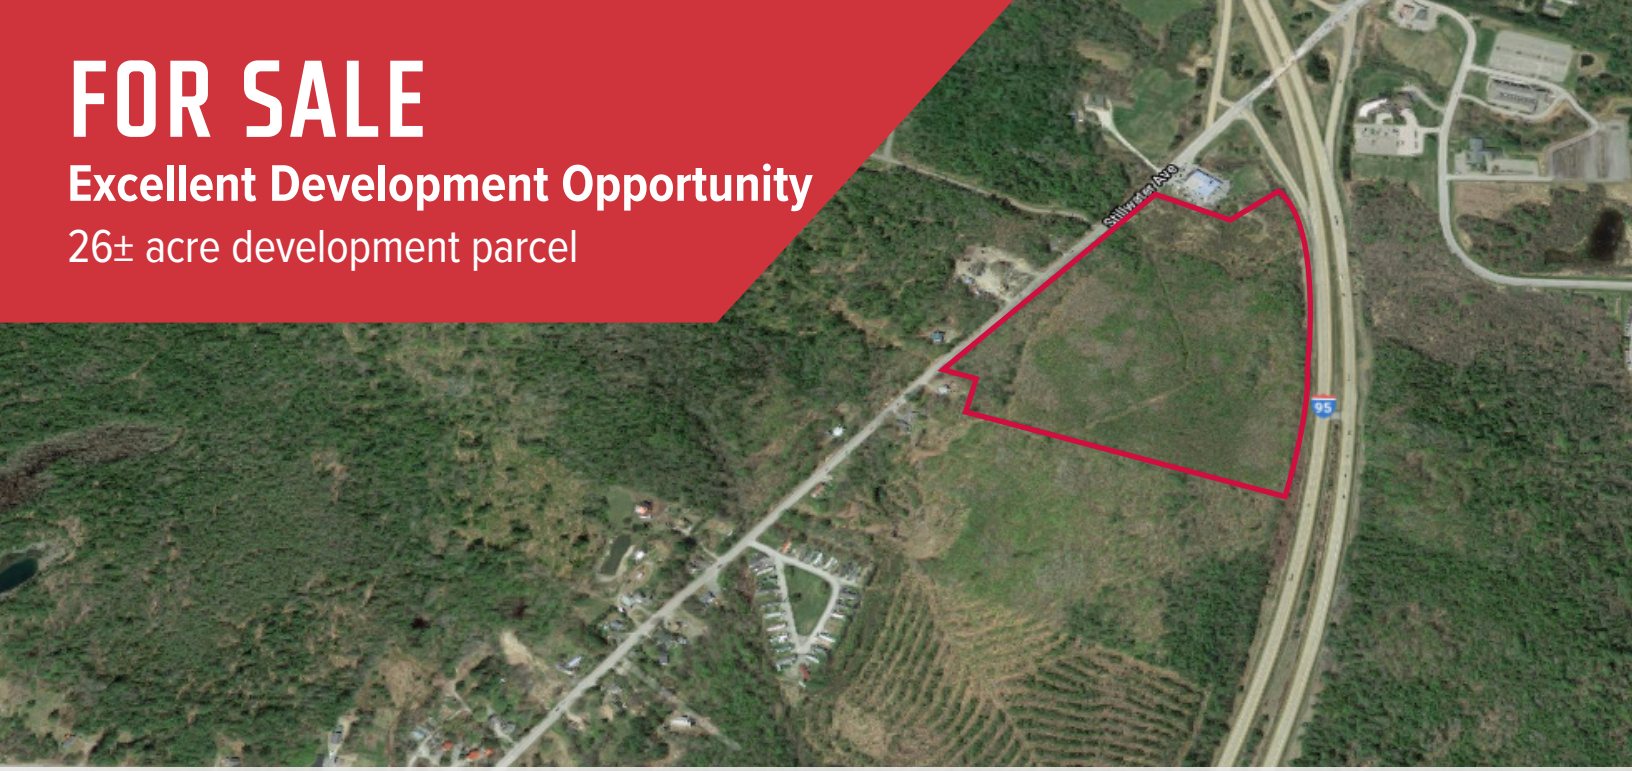 FOR SALE
Excellent Development Opportunity
26± acre development parcel
Stillwater Ave
95